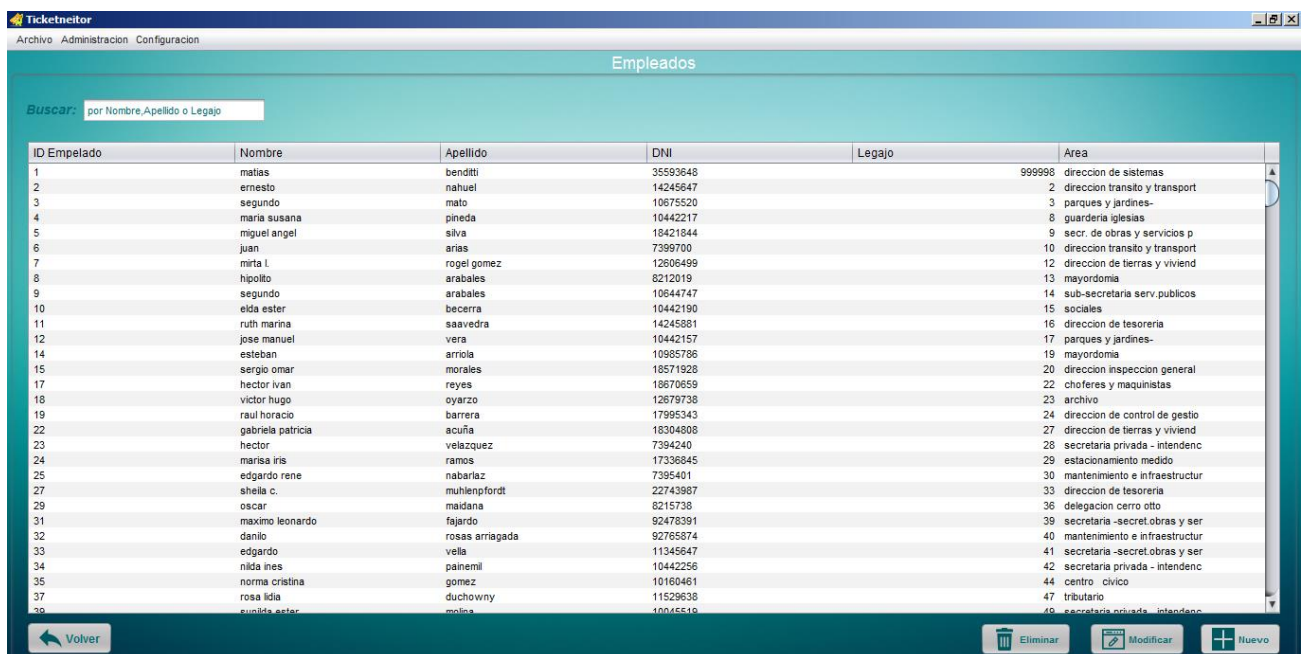 Ticketneitor
Archivo Administracion Configuracion
Empleados
Buscar: por Nombre,Apellido o Legajo
ID Empelado Nombre Apellido DNI Legajo Area
1 matias benditti 35593648 999998 direccion de sistemas
2 ernesto nahuel 14245647 2 direccion transito y transport
3 segundo mato 10675520 3 parques y jardines-
4 maria susana pineda 10442217 8 guarderia iglesias
5 miguel angel silva 18421844 9 secr. de obras y servicios p
6 juan arias 7399700 10 direccion transito y transport
7 mirta l. rogel gomez 12606499 12 direccion de tierras y viviend
8 hipolito arabales 8212019 13 mayordomia
9 segundo arabales 10644747 14 sub-secretaria serv.publicos
10 elda ester becerra 10442190 15 sociales
11 ruth marina saavedra 14245881 16 direccion de tesoreria
12 jose manuel vera 10442157 17 parques y jardines-
14 esteban arriola 10985786 19 mayordomia
15 sergio omar morales 18571928 20 direccion inspeccion general
17 hector ivan reyes 18670659 22 choferes y maquinistas
18 victor hugo oyarzo 12679738 23 archivo
19 raul horacio barrera 17995343 24 direccion de control de gestio
22 gabriela patricia acuña 18304808 27 direccion de tierras y viviend
23 hector velazquez 7394240 28 secretaria privada - intendenc
24 marisa iris ramos 17336845 29 estacionamiento medido
25 edgardo rene nabarlaz 7395401 30 mantenimiento e infraestructur
27 sheila c. muhlenpfordt 22743987 33 direccion de tesoreria
29 oscar maidana 8215738 36 delegacion cerro otto
31 maximo leonardo fajardo 92478391 39 secretaria -secret.obras y ser
32 danilo rosas arriagada 92765874 40 mantenimiento e infraestructur
33 edgardo vella 11345647 41 secretaria -secret.obras y ser
34 nilda ines painemil 10442256 42 secretaria privada - intendenc
35 norma cristina gomez 10160461 44 centro civico
37 rosa lidia duchowny 11529638 47 tributario
39 sunilda ester molina 10045519 49 secretaria privada - intendenc
Volver Eliminar Modificar Nuevo